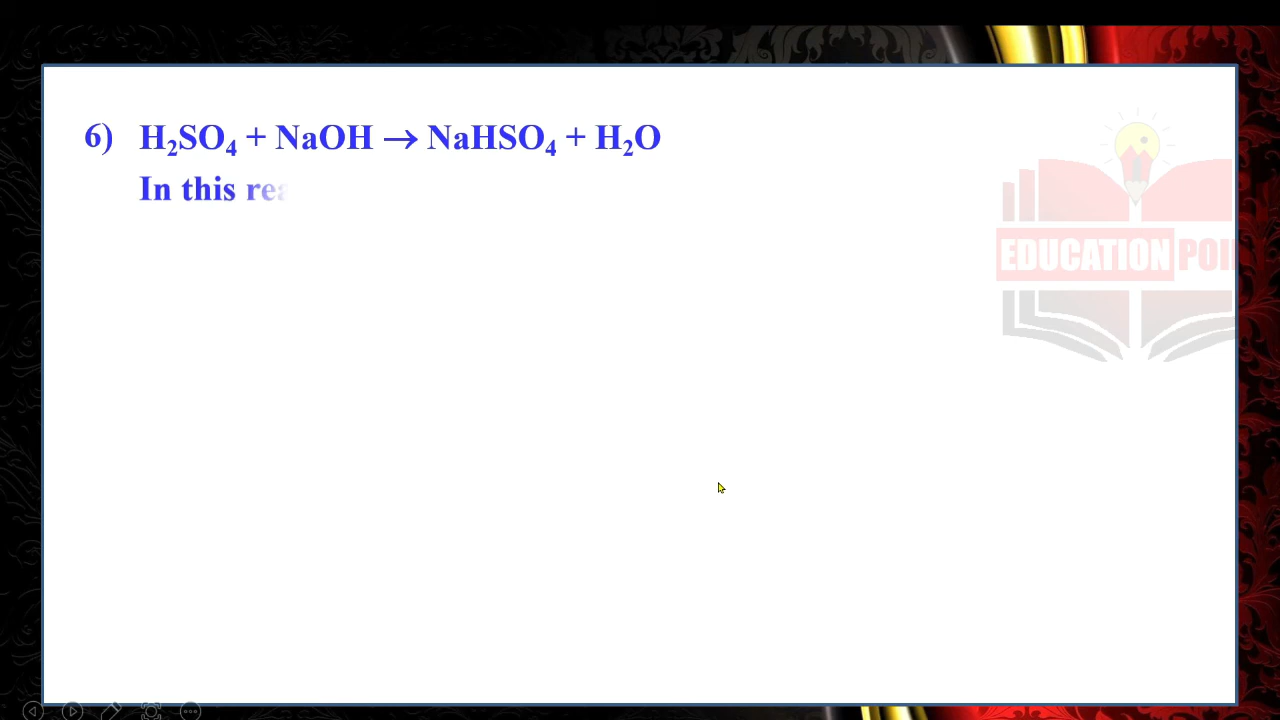 6) H₂SO₄ + NaOH → NaHSO₄ + H₂O
In this
EDUCATION